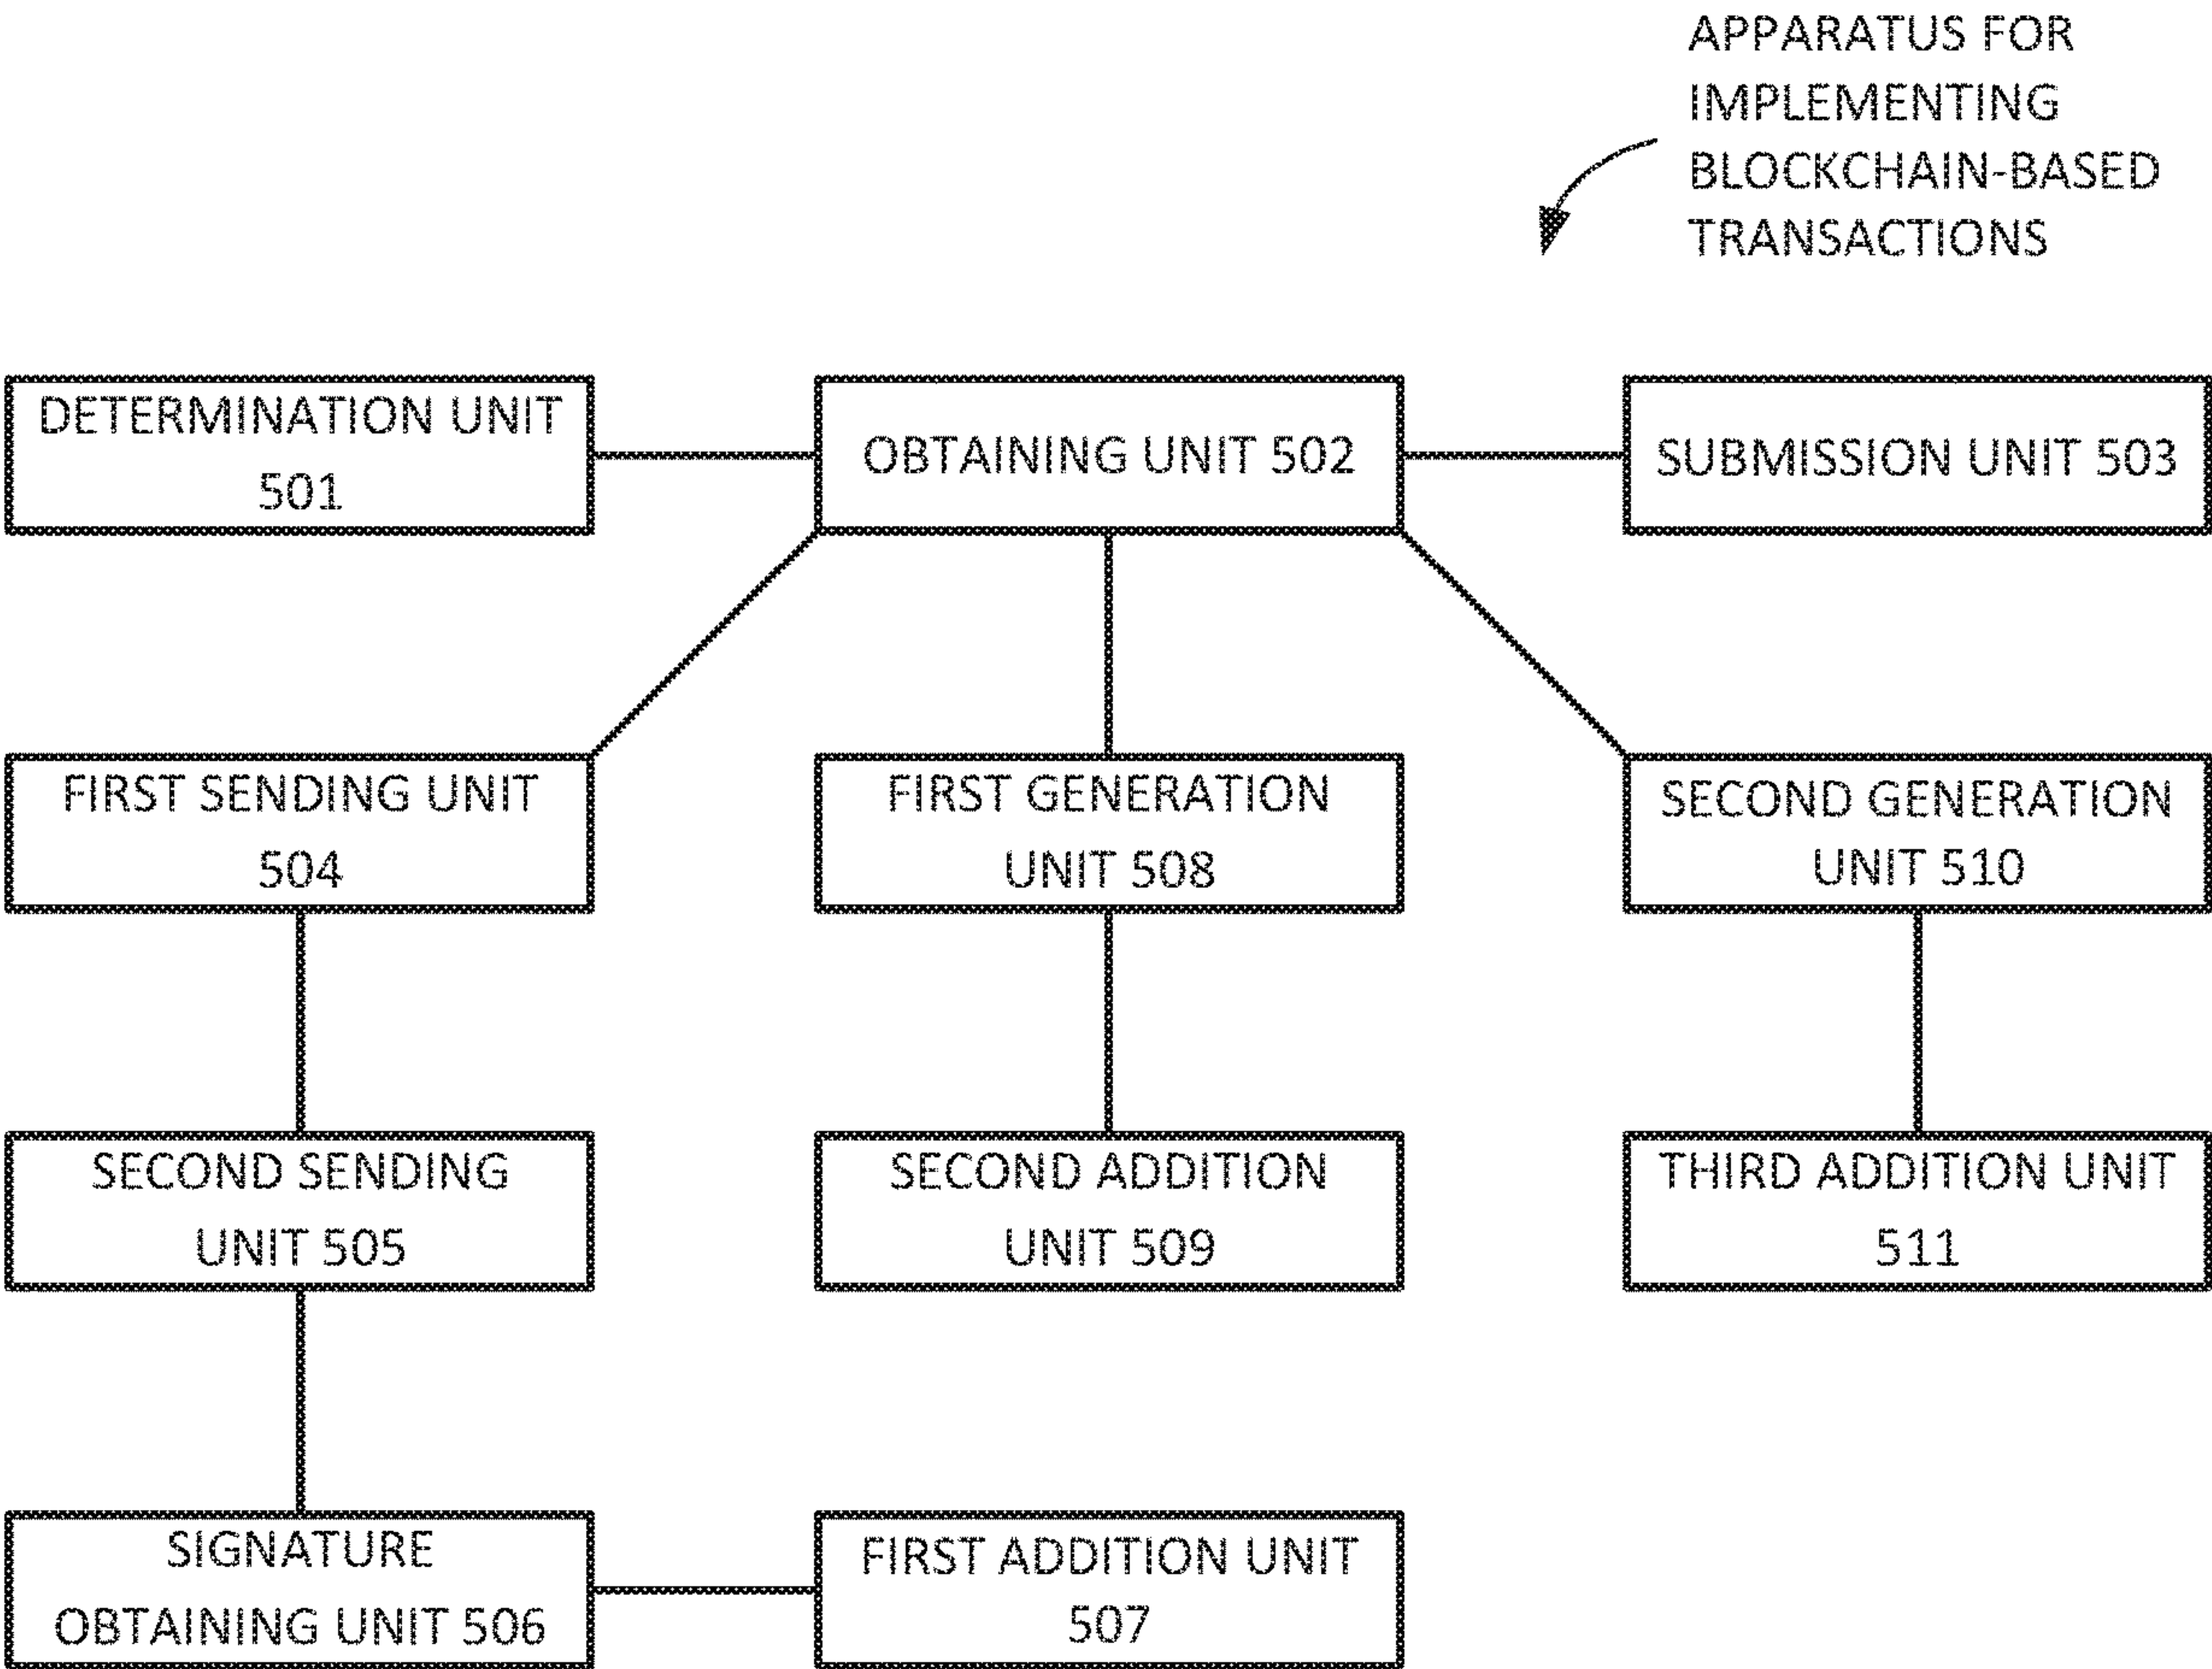 APPARATUS FOR
IMPLEMENTING
BLOCKCHAIN-BASED
TRANSACTIONS
DETERMINATION UNIT
501
OBTAINING UNIT 502
SUBMISSION UNIT 503
FIRST SENDING UNIT
504
FIRST GENERATION
UNIT 508
SECOND GENERATION
UNIT 510
SECOND SENDING
UNIT 505
SECOND ADDITION
UNIT 509
THIRD ADDITION UNIT
511
SIGNATURE
OBTAINING UNIT 506
FIRST ADDITION UNIT
507